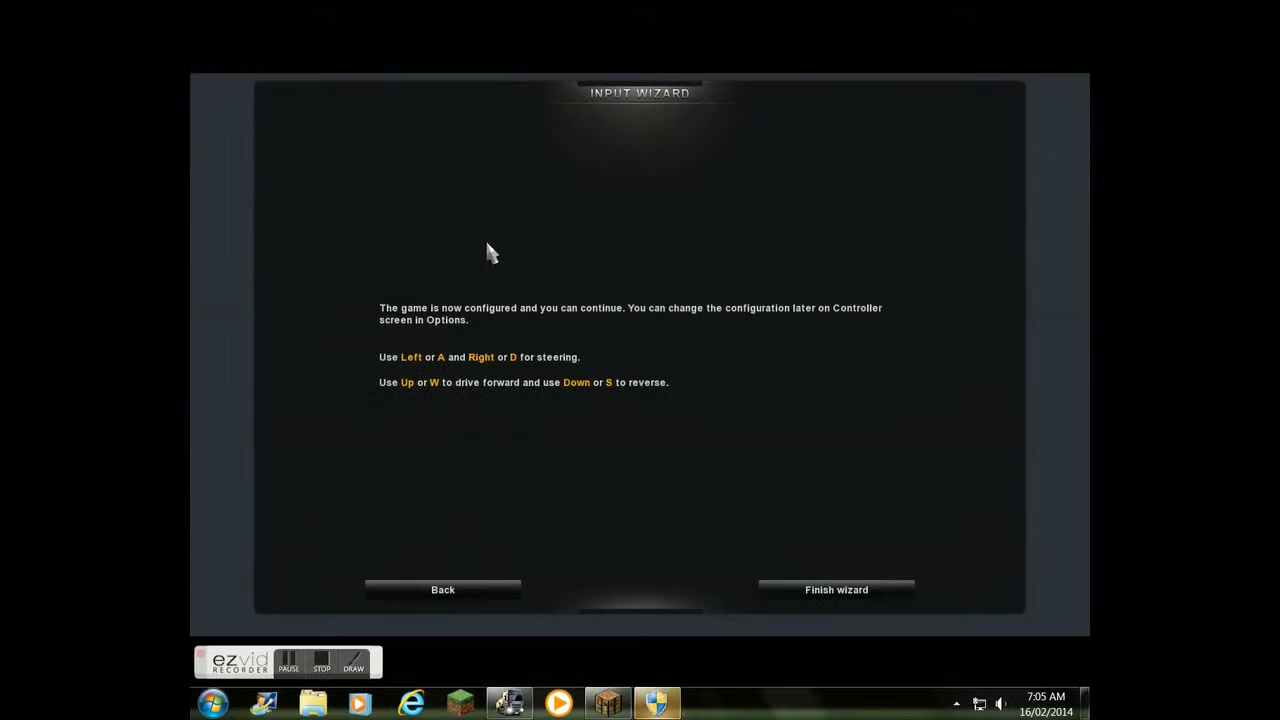 INPUT WIZARD
The game is now configured and you can continue. You can change the configuration later on Controller
screen in Options.
Use Left or A and Right or D for steering.
Use Up or W to drive forward and use Down or S to reverse.
Back
Finish wizard
ezvid
RECORDER
PAUSE
STOP
DRAW
7:05 AM
16/02/2014